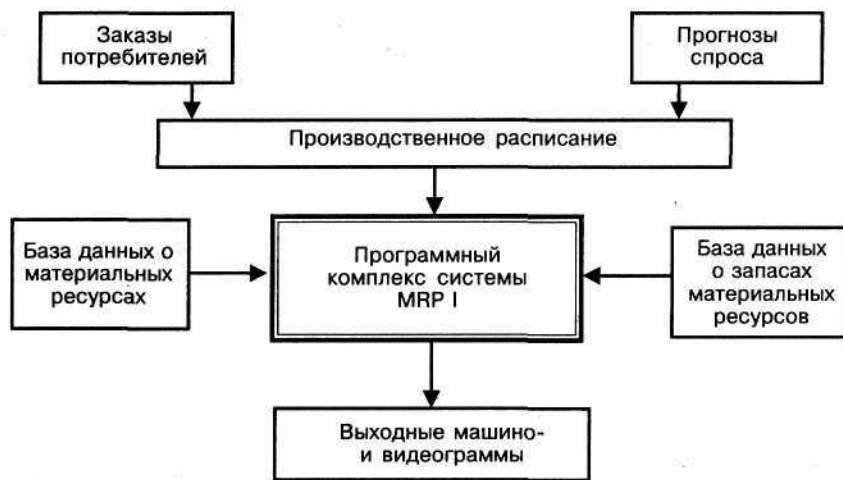 Заказы
потребителей
Прогнозы
спроса
Производственное расписание
База данных о
материальных
ресурсах
Программный
комплекс системы
MRP I
База данных
о запасах
материальных
ресурсов
Выходные машино-
и видеограммы